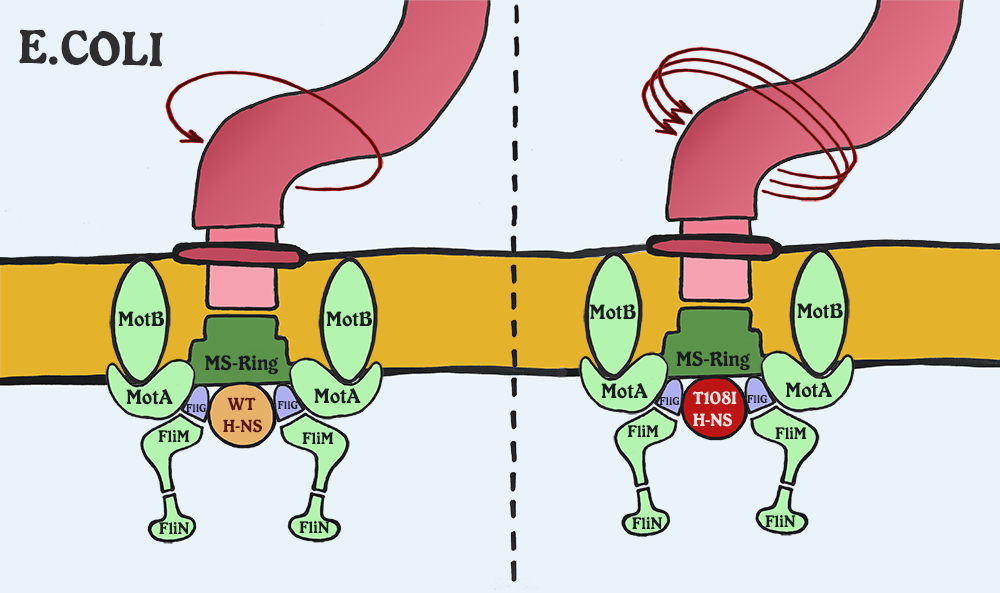 E.COLI
MotB
MotB
MS-Ring
MotA
FliG
WT
H-NS
FliG
MotA
FliM
FliM
FliN
FliN
MotB
MotB
MS-Ring
MotA
FliG
T108I
H-NS
FliG
MotA
FliM
FliM
FliN
FliN